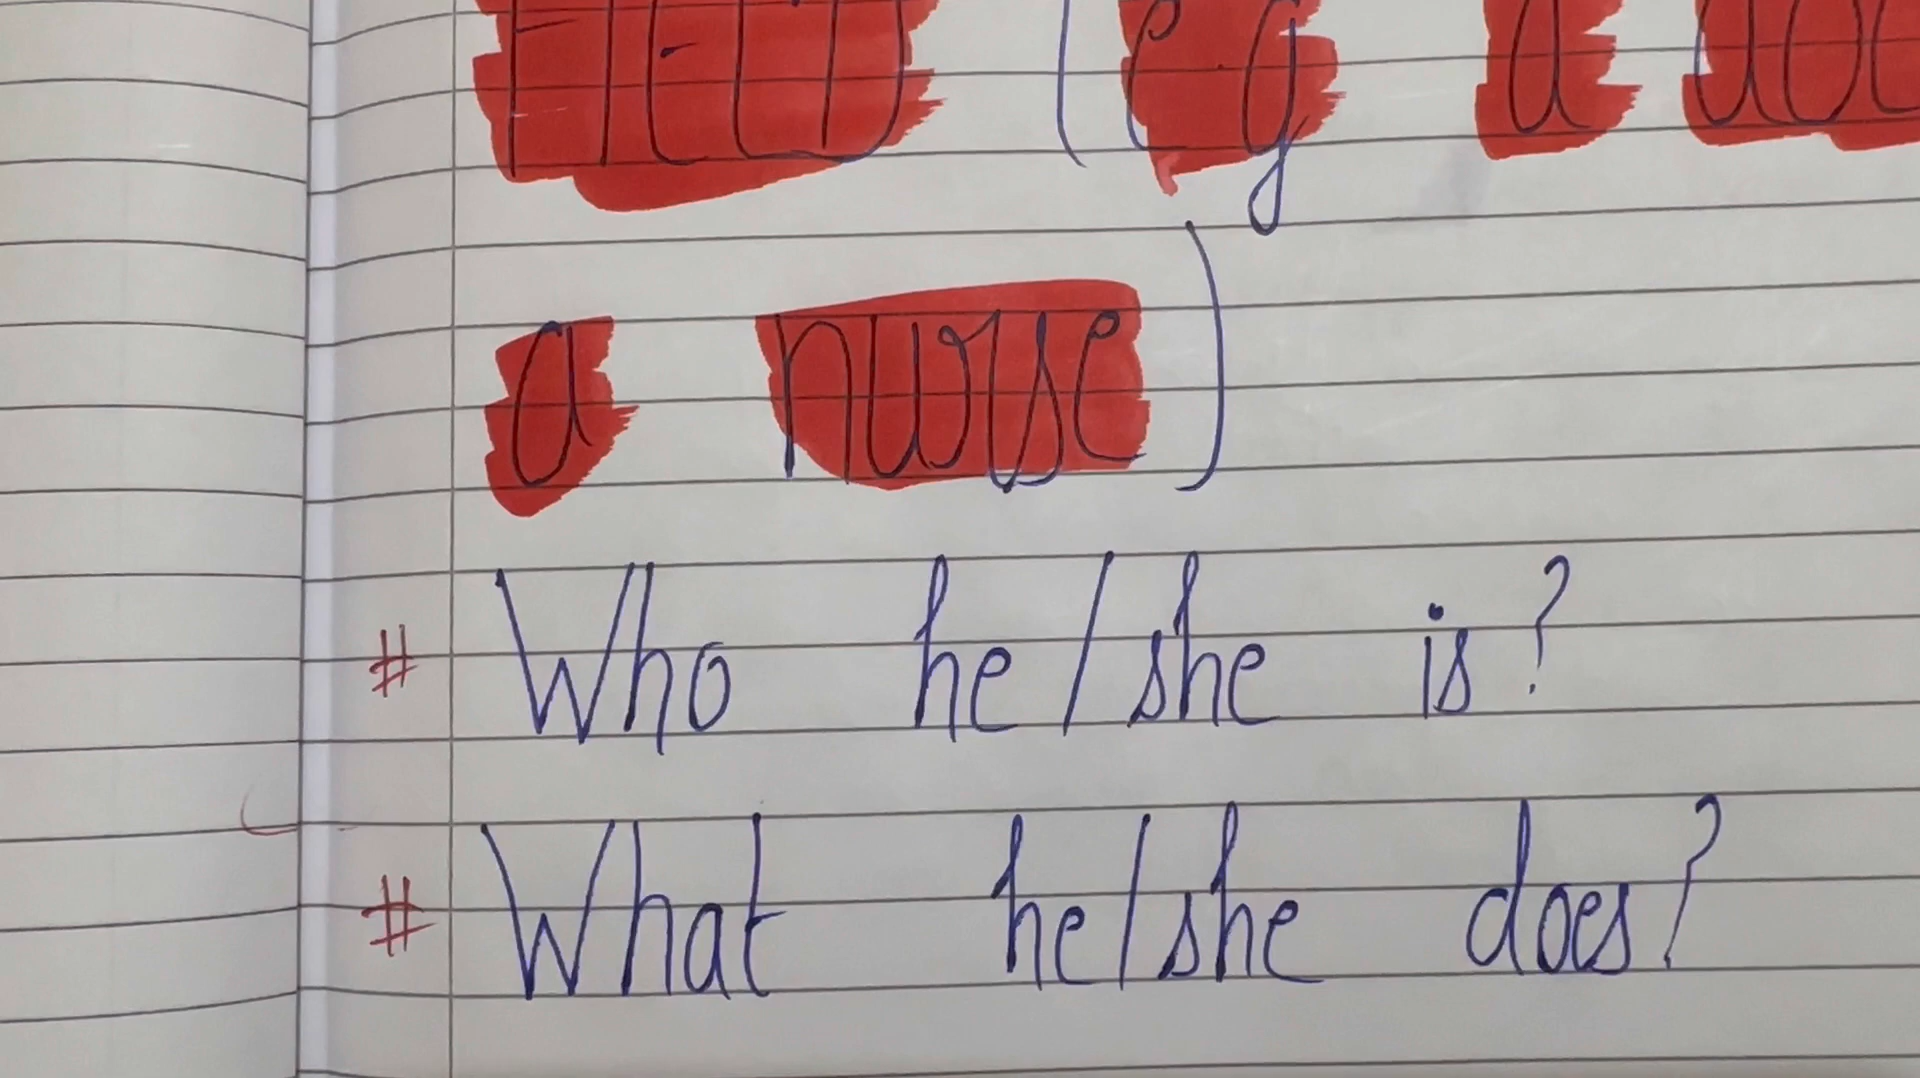 (e.g a
a nurse)
# Who he/she is?
# What he/she does?